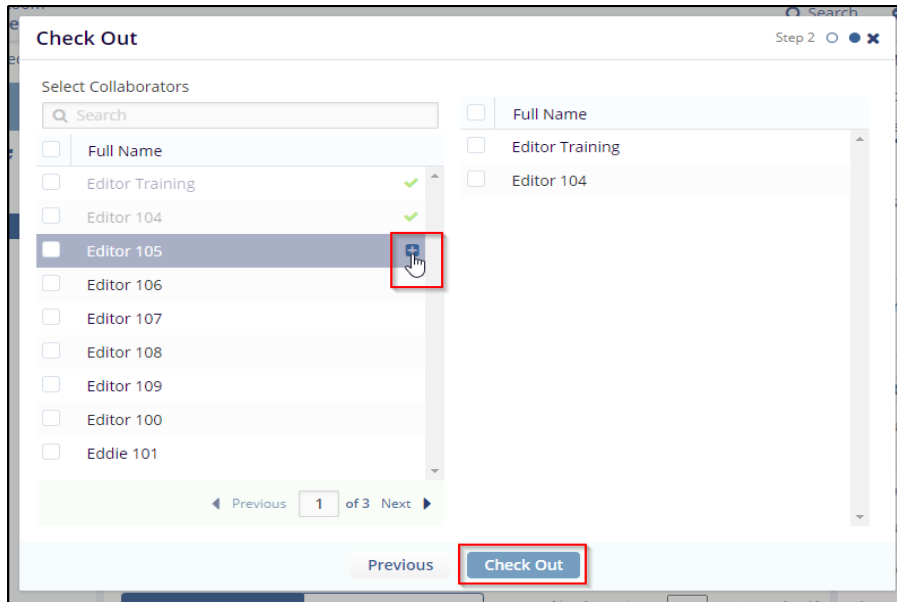 Search
Check Out
Step 2
Select Collaborators
Search
Full Name
Editor Training
Editor 104
Editor 105
Editor 106
Editor 107
Editor 108
Editor 109
Editor 100
Eddie 101
Previous 1 of 3 Next
Full Name
Editor Training
Editor 104
Previous
Check Out